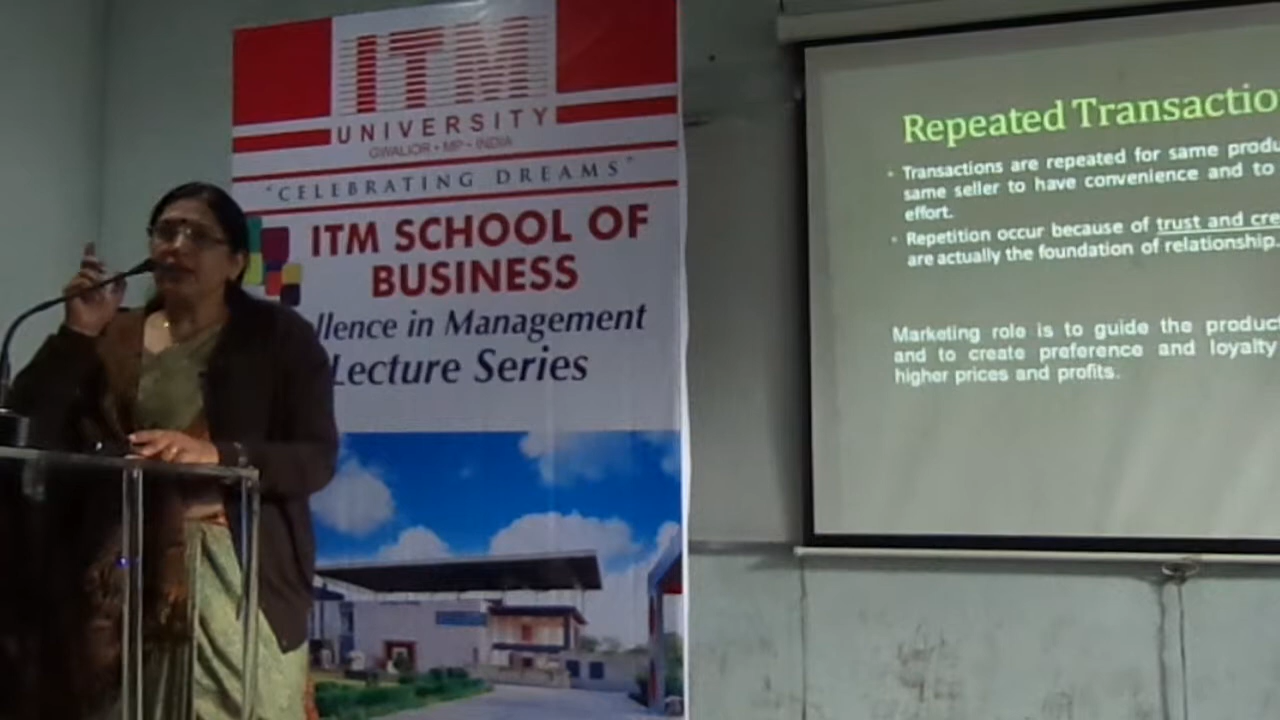 ITM
UNIVERSITY
GWALIOR • MP • INDIA
"CELEBRATING DREAMS"
ITM SCHOOL OF
BUSINESS
llence in Management
Lecture Series
Repeated Transactio
• Transactions are repeated for same produ
same seller to have convenience and to
effort.
• Repetition occur because of trust and cre
are actually the foundation of relationship.
Marketing role is to guide the produc
and to create preference and loyalty
higher prices and profits.